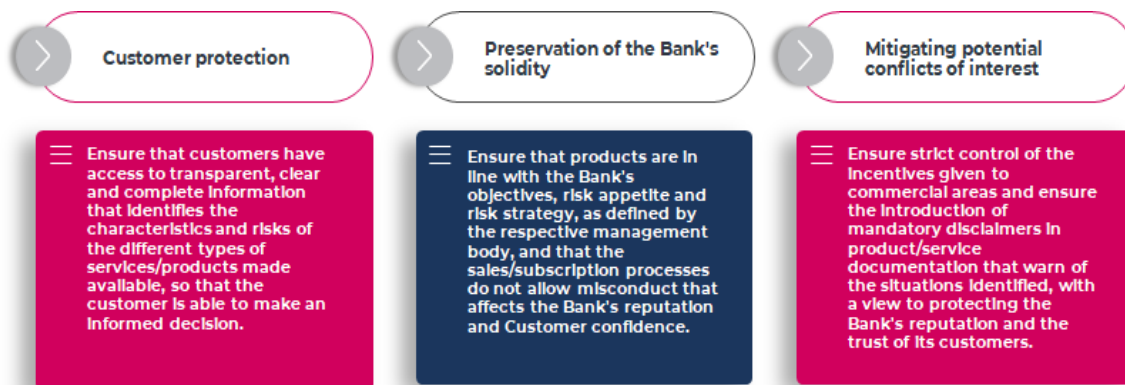 Customer protection
Ensure that customers have
access to transparent, clear
and complete information
that identifies the
characteristics and risks of
the different types of
services/products made
available, so that the
customer is able to make an
informed decision.
Preservation of the Bank's
solidity
Ensure that products are in
line with the Bank's
objectives, risk appetite and
risk strategy, as defined by
the respective management
body, and that the
sales/subscription processes
do not allow misconduct that
affects the Bank's reputation
and Customer confidence.
Mitigating potential
conflicts of interest
Ensure strict control of the
incentives given to
commercial areas and ensure
the introduction of
mandatory disclaimers in
product/service
documentation that warn of
the situations identified, with
a view to protecting the
Bank's reputation and the
trust of its customers.